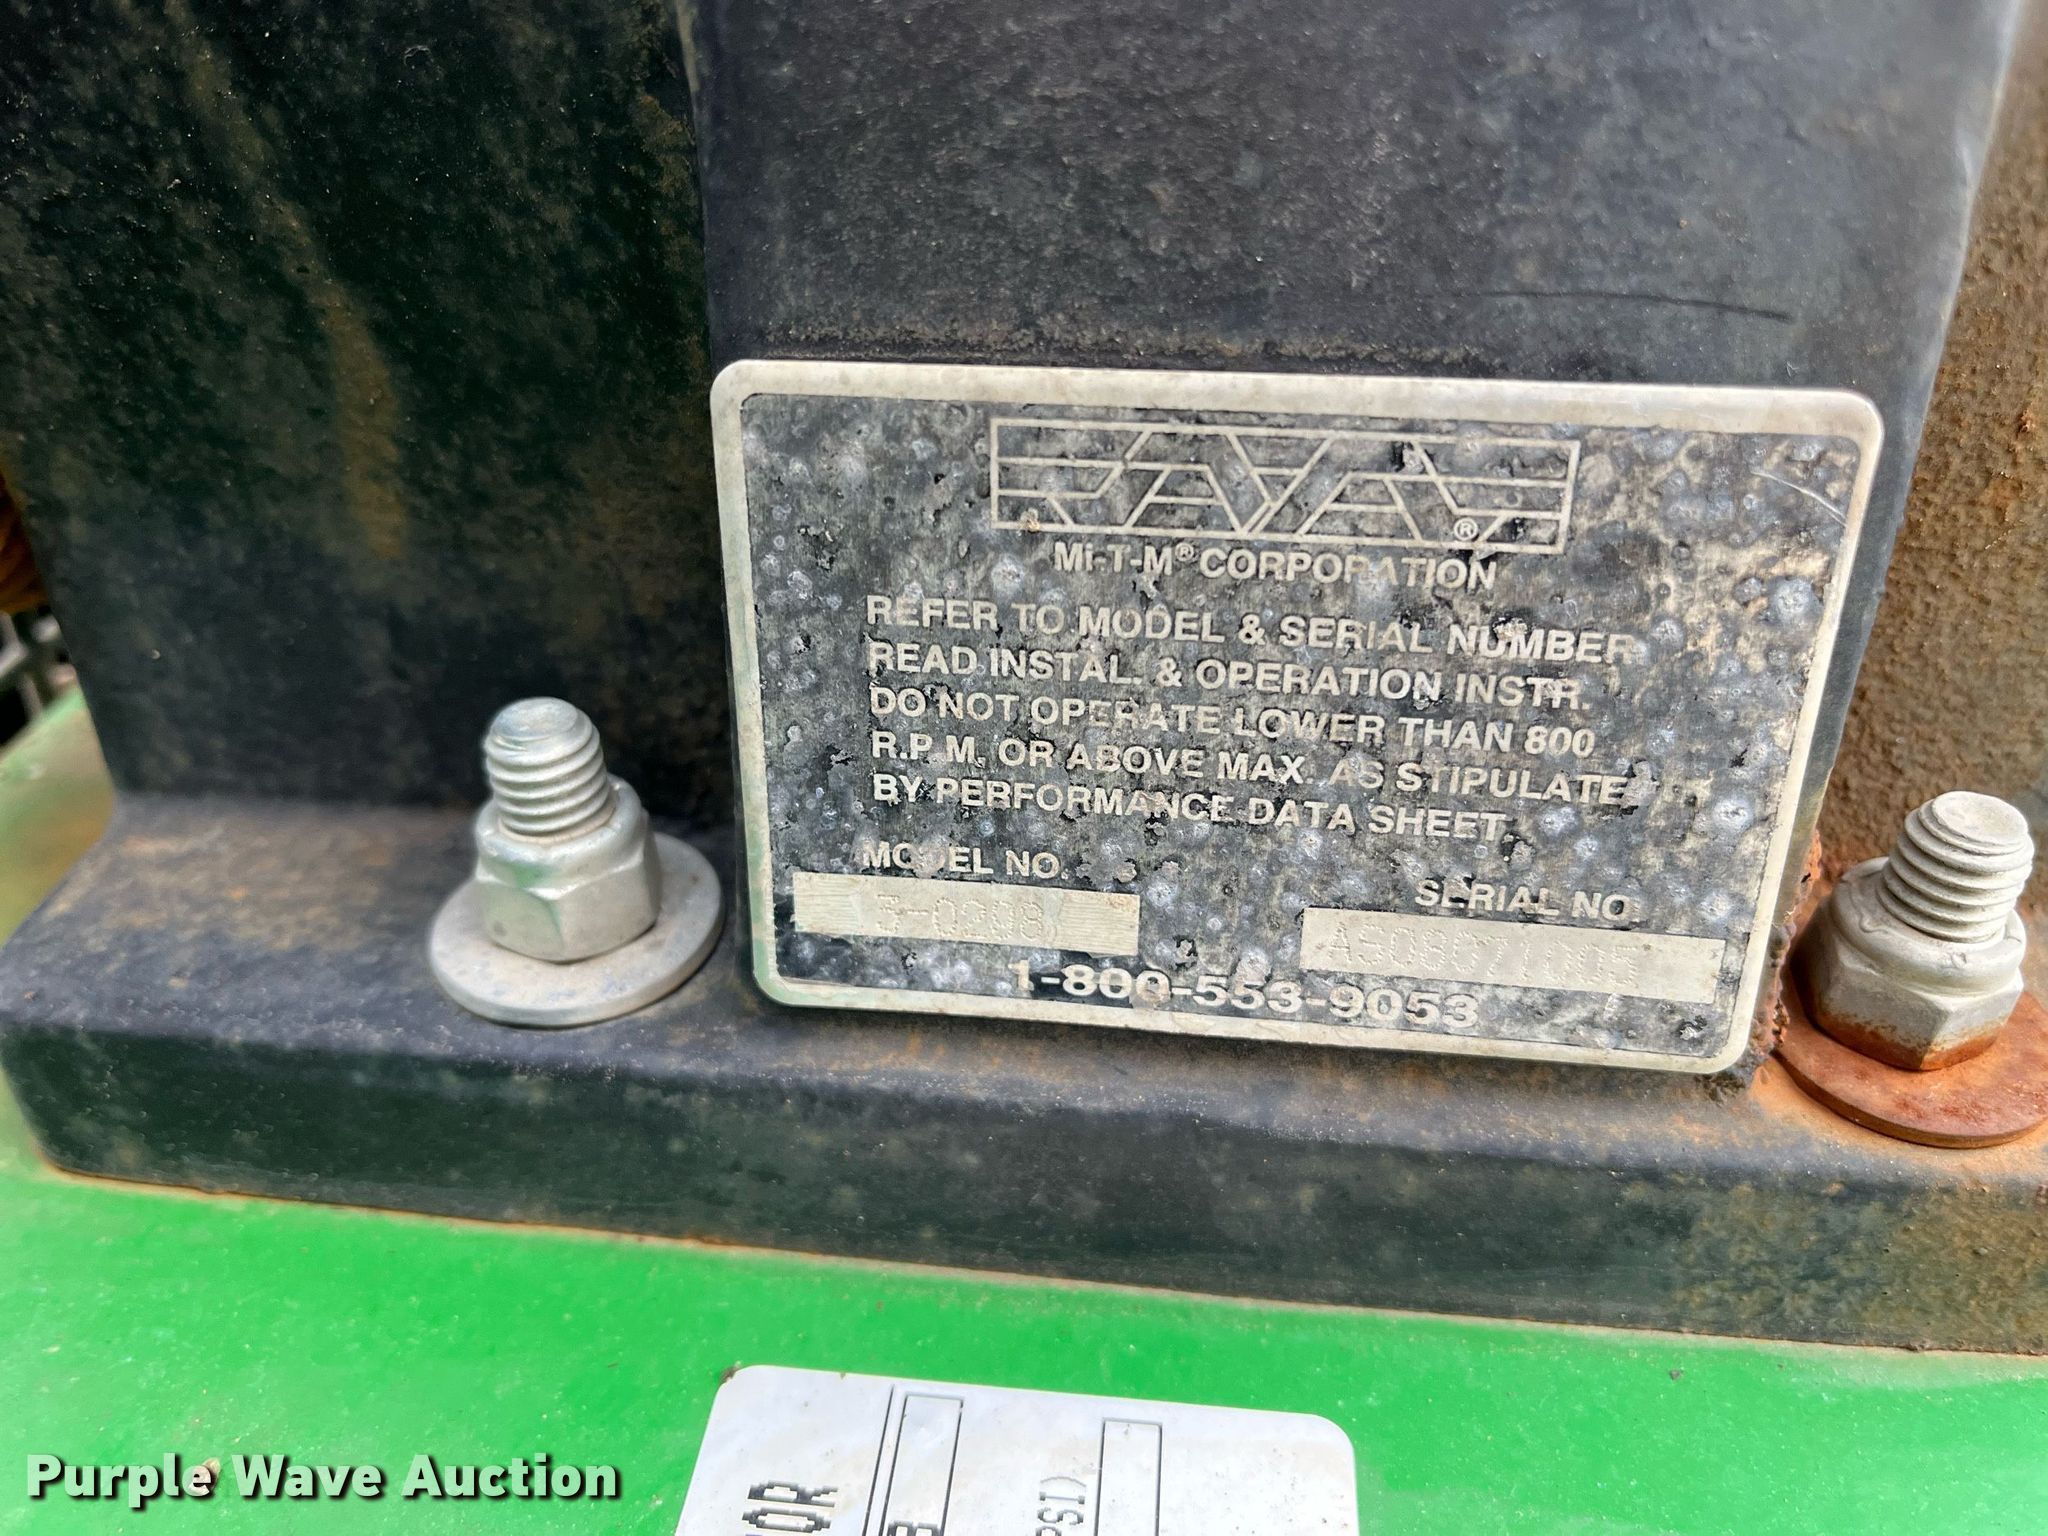 Mi-T-M® CORPORATION
REFER TO MODEL & SERIAL NUMBER
READ INSTAL. & OPERATION INSTR.
DO NOT OPERATE LOWER THAN 800
R.P.M. OR ABOVE MAX. AS STIPULATE
BY PERFORMANCE DATA SHEET.
MODEL NO.
3-0208
SERIAL NO.
1-800-553-9053
PSI)
Purple Wave Auction